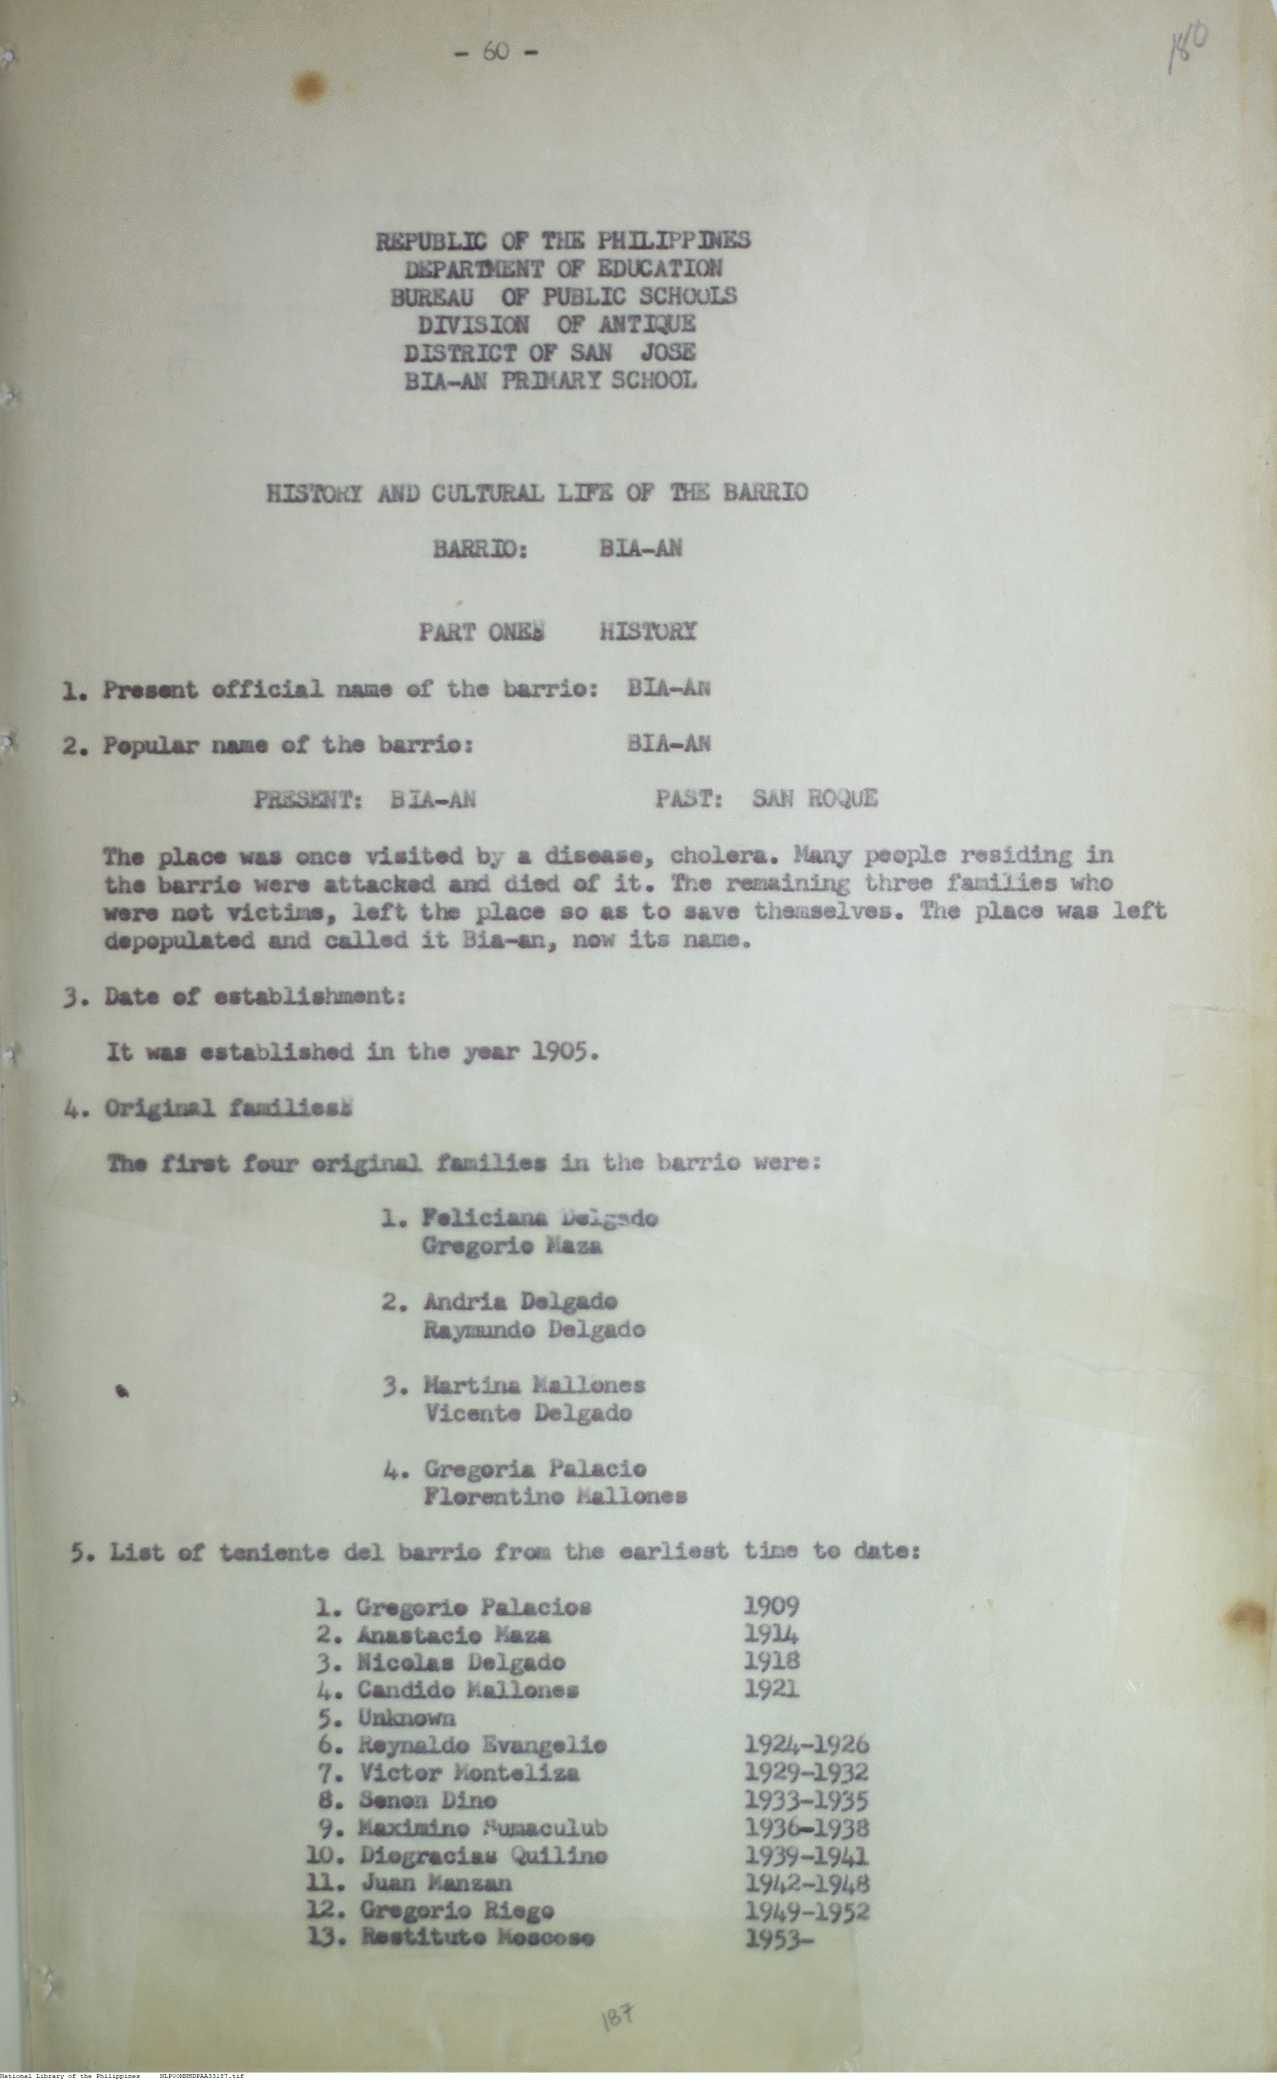 - 60 -
180
REPUBLIC OF THE PHILIPPINES
DEPARTMENT OF EDUCATION
BUREAU OF PUBLIC SCHOOLS
DIVISION OF ANTIQUE
DISTRICT OF SAN JOSE
BIA-AN PRIMARY SCHOOL
HISTORY AND CULTURAL LIFE OF THE BARRIO
BARRIO: BIA-AN
PART ONE: HISTORY
1. Present official name of the barrio: BIA-AN
2. Popular name of the barrio: BIA-AN
PRESENT: BIA-AN PAST: SAN ROQUE
The place was once visited by a disease, cholera. Many people residing in
the barrio were attacked and died of it. The remaining three families who
were not victims, left the place so as to save themselves. The place was left
depopulated and called it Bia-an, now its name.
3. Date of establishment:
It was established in the year 1905.
4. Original families:
The first four original families in the barrio were:
1. Feliciana Delgado
Gregorio Maza
2. Andria Delgado
Raymundo Delgado
3. Martina Mallones
Vicente Delgado
4. Gregoria Palacio
Florentino Mallones
5. List of teniente del barrio from the earliest time to date:
1. Gregorio Palacios 1909
2. Anastacio Maza 1914
3. Nicolas Delgado 1918
4. Candido Mallones 1921
5. Unknown
6. Reynaldo Evangelio 1924-1926
7. Victor Monteliza 1929-1932
8. Senon Dino 1933-1935
9. Maximino Sumaculub 1936-1938
10. Diogracias Quilino 1939-1941
11. Juan Manzan 1942-1948
12. Gregorio Riego 1949-1952
13. Restituto Moscoso 1953-
187
National Library of the Philippines